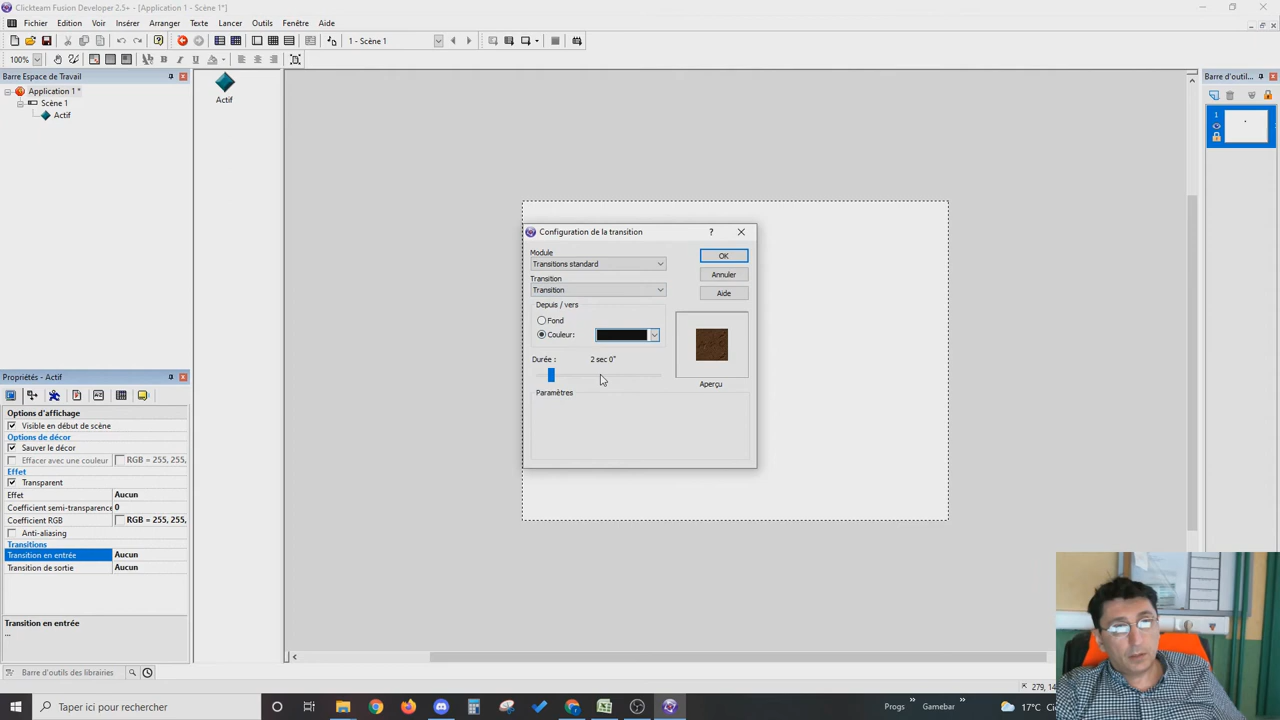 Clickteam Fusion Developer 2.5+ - [Application 1 - Scène 1*]
Fichier Edition Voir Insérer Arranger Texte Lancer Outils Fenêtre Aide
1 - Scène 1
100%
B I U
Barre Espace de Travail
Application 1 *
Scène 1
Actif
Actif
Barre d'outil...
1
Configuration de la transition
Module
Transitions standard
Transition
Transition
Depuis / vers
Fond
Couleur:
Durée : 2 sec 0"
Paramètres
OK
Annuler
Aide
Aperçu
Propriétés - Actif
Options d'affichage
Visible en début de scène
Options de décor
Sauver le décor
Effacer avec une couleur RGB = 255, 255,
Effet
Transparent
Effet Aucun
Coefficient semi-transparence 0
Coefficient RGB RGB = 255, 255,
Anti-aliasing
Transitions
Transition en entrée Aucun
Transition de sortie Aucun
Transition en entrée
...
Barre d'outils des librairies
279, 14
Taper ici pour rechercher
Progs
Gamebar
17°C